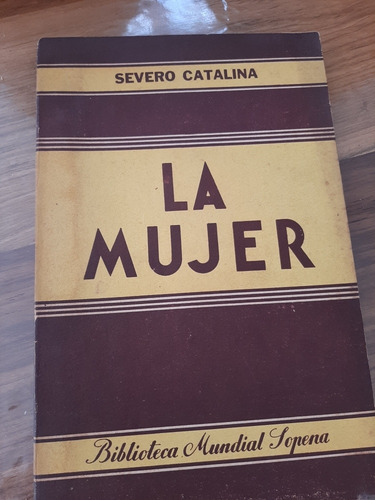 SEVERO CATALINA
LA
MUJER
Biblioteca Mundial Sopena